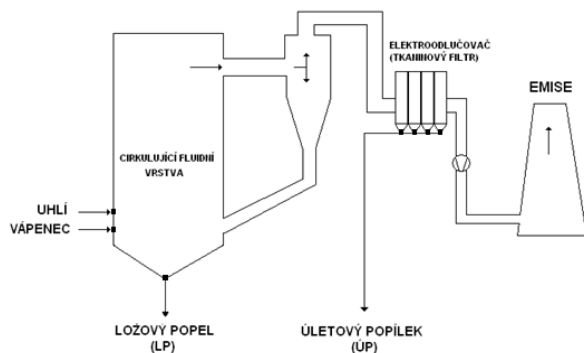 ELEKTROODLUČOVAČ
(TKANINOVÝ FILTR)
EMISE
CIRKULUJÍCÍ FLUIDNÍ
VRSTVA
UHLÍ
VÁPENEC
LOŽOVÝ POPEL
(LP)
ÚLETOVÝ POPÍLEK
(ÚP)